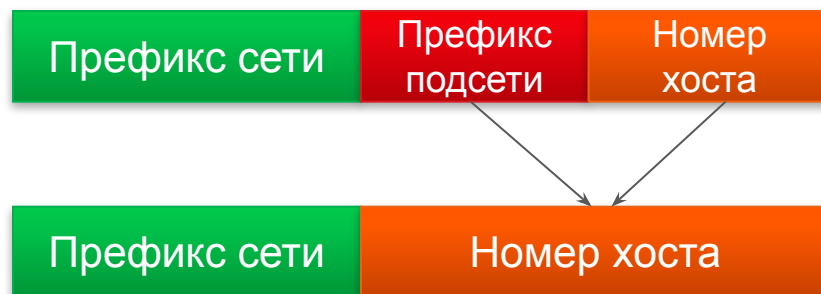 Префикс сети
Префикс
подсети
Номер
хоста
Префикс сети
Номер хоста